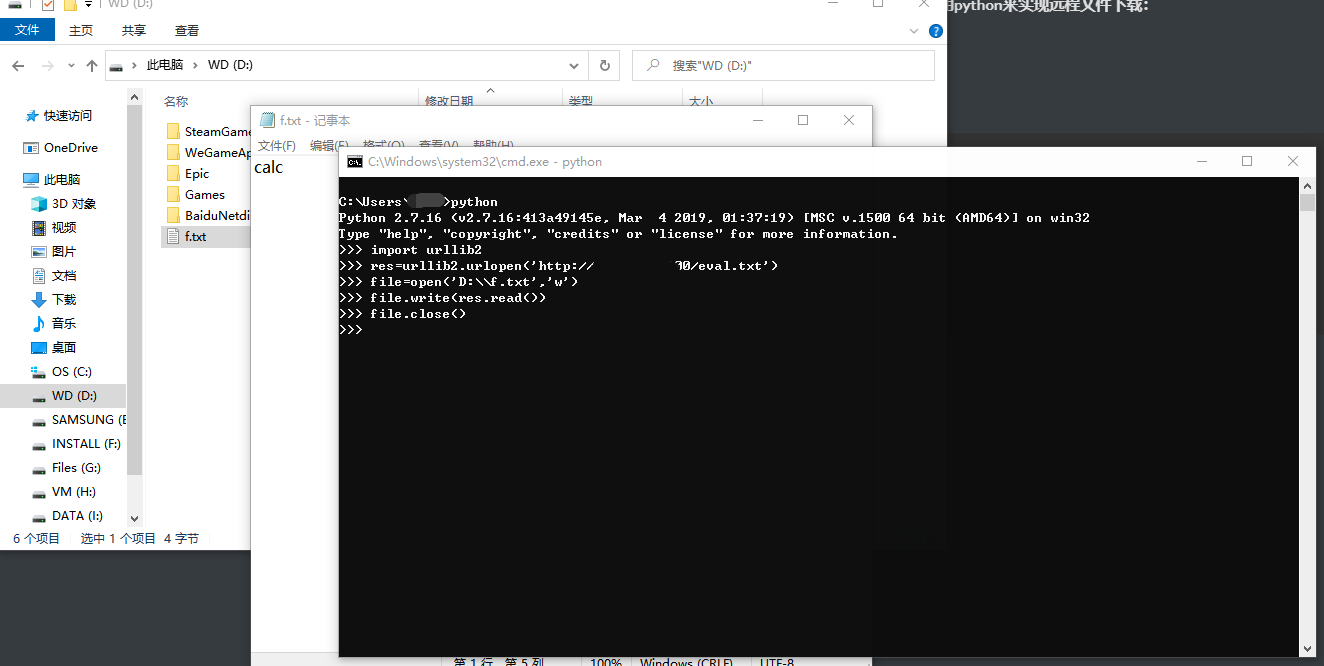 WD (D:)
python来实现远程文件下载：
文件
主页
共享
查看
此电脑
WD (D:)
搜索"WD (D:)"
名称
修改日期
类型
大小
快速访问
OneDrive
此电脑
3D 对象
视频
图片
文档
下载
音乐
桌面
OS (C:)
WD (D:)
SAMSUNG (E
INSTALL (F:)
Files (G:)
VM (H:)
DATA (I:)
SteamGame
WeGameAp
Epic
Games
BaiduNetdi
f.txt
6 个项目
选中 1 个项目
4 字节
f.txt - 记事本
文件(F)
编辑(E)
格式(O)
查看(V)
帮助(H)
calc
第 1 行，第 5 列
100%
Windows (CRLF)
UTF-8
C:\Windows\system32\cmd.exe - python
C:\Users\ >python
Python 2.7.16 (v2.7.16:413a49145e, Mar  4 2019, 01:37:19) [MSC v.1500 64 bit (AMD64)] on win32
Type "help", "copyright", "credits" or "license" for more information.
>>> import urllib2
>>> res=urllib2.urlopen('http:// /eval.txt')
>>> file=open('D:\\f.txt','w')
>>> file.write(res.read())
>>> file.close()
>>>